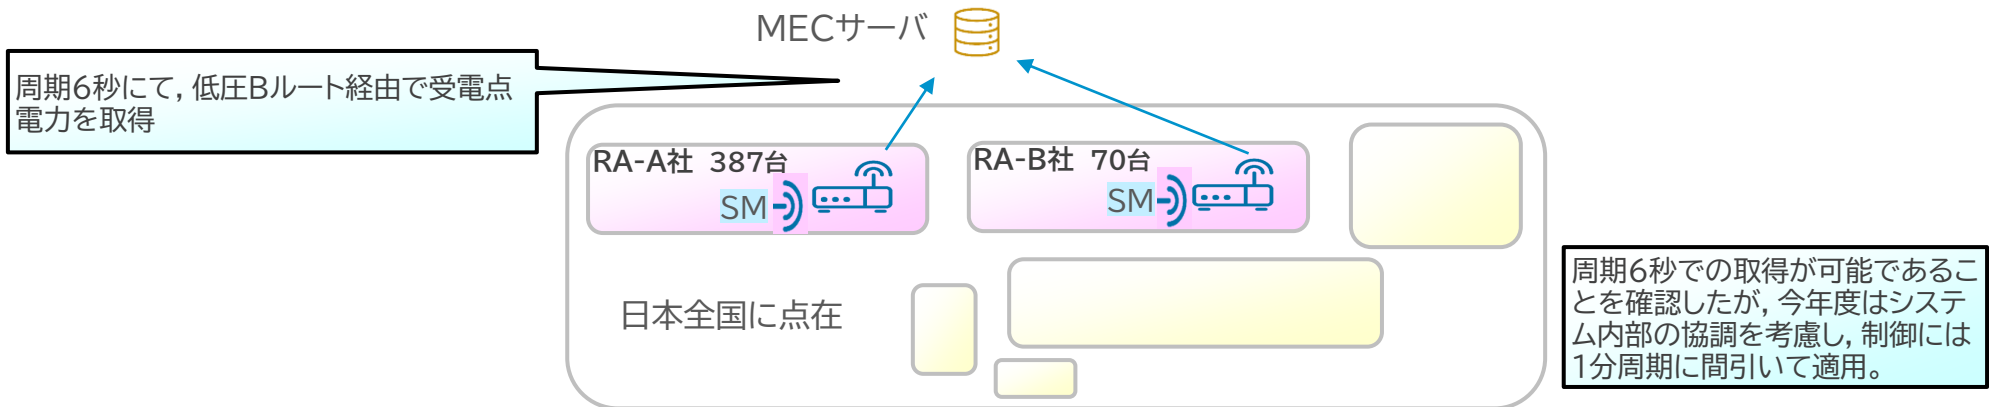 MECサーバ
周期6秒にて，低圧Bルート経由で受電点
電力を取得
RA-A社 387台
SM
RA-B社 70台
SM
日本全国に点在
周期6秒での取得が可能であるこ
とを確認したが，今年度はシステ
ム内部の協調を考慮し，制御には
1分周期に間引いて適用。